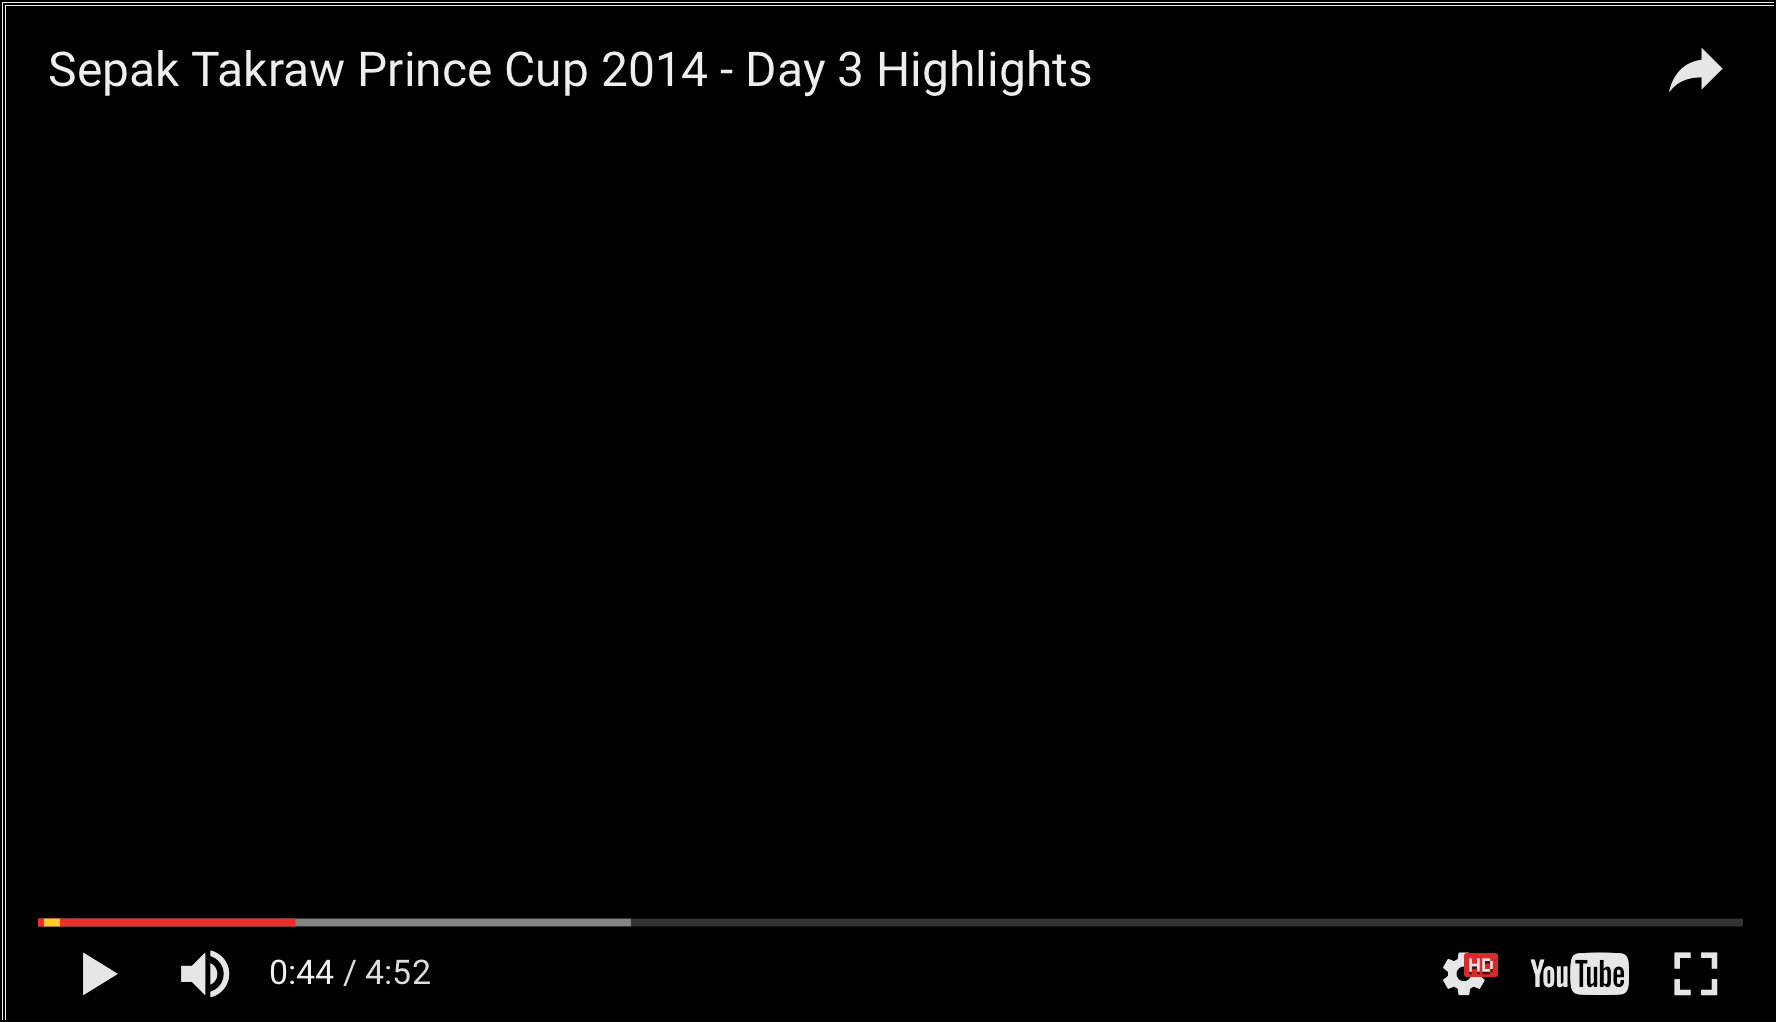 Sepak Takraw Prince Cup 2014 - Day 3 Highlights
0:44 / 4:52
HD
YouTube